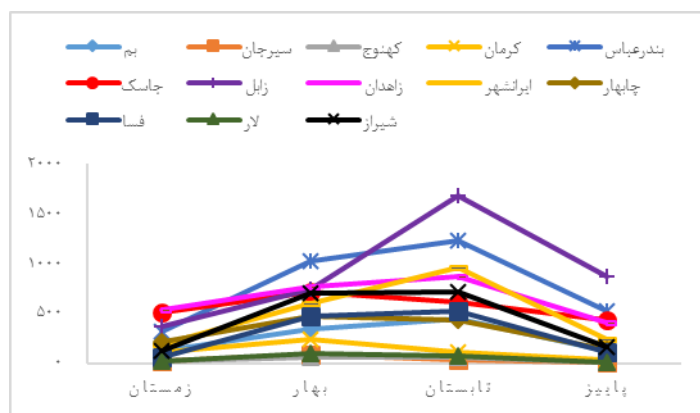 بم سیرجان کهنوج کرمان بندرعباس
جاسک زابل زاهدان ایرانشهر چابهار
فسا لار شیراز
۲۰۰۰
۱۵۰۰
۱۰۰۰
۵۰۰
۰
زمستان بهار تابستان پاییز